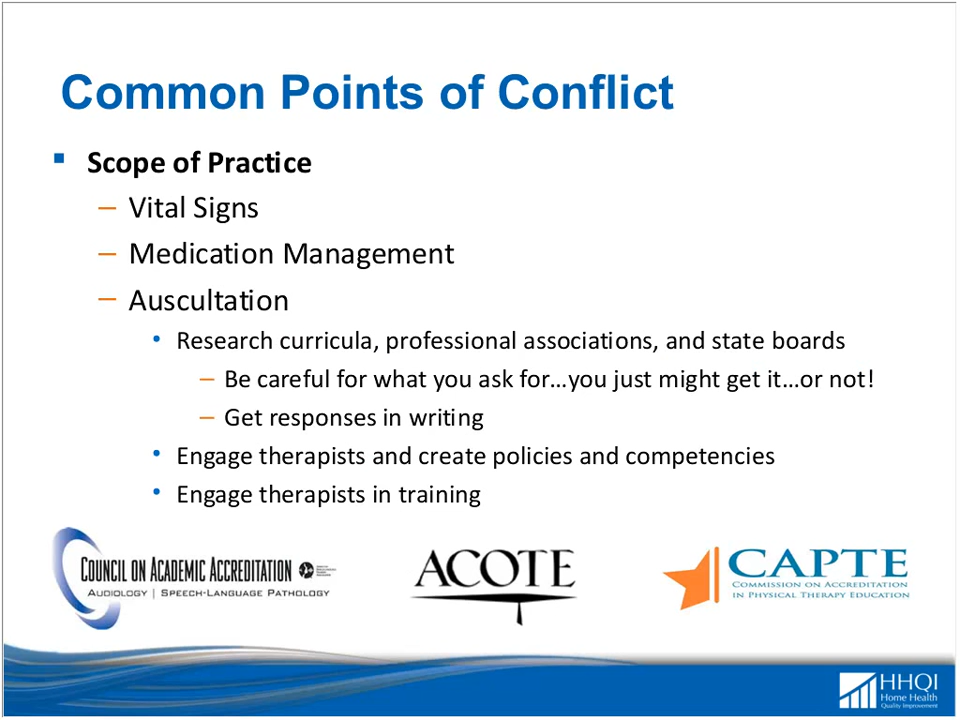 Common Points of Conflict
▪ Scope of Practice
– Vital Signs
– Medication Management
– Auscultation
• Research curricula, professional associations, and state boards
– Be careful for what you ask for…you just might get it…or not!
– Get responses in writing
• Engage therapists and create policies and competencies
• Engage therapists in training
COUNCIL ON ACADEMIC ACCREDITATION
AUDIOLOGY | SPEECH-LANGUAGE PATHOLOGY
ACOTE
CAPTE
COMMISSION ON ACCREDITATION
IN PHYSICAL THERAPY EDUCATION
HHQI
Home Health
Quality Improvement